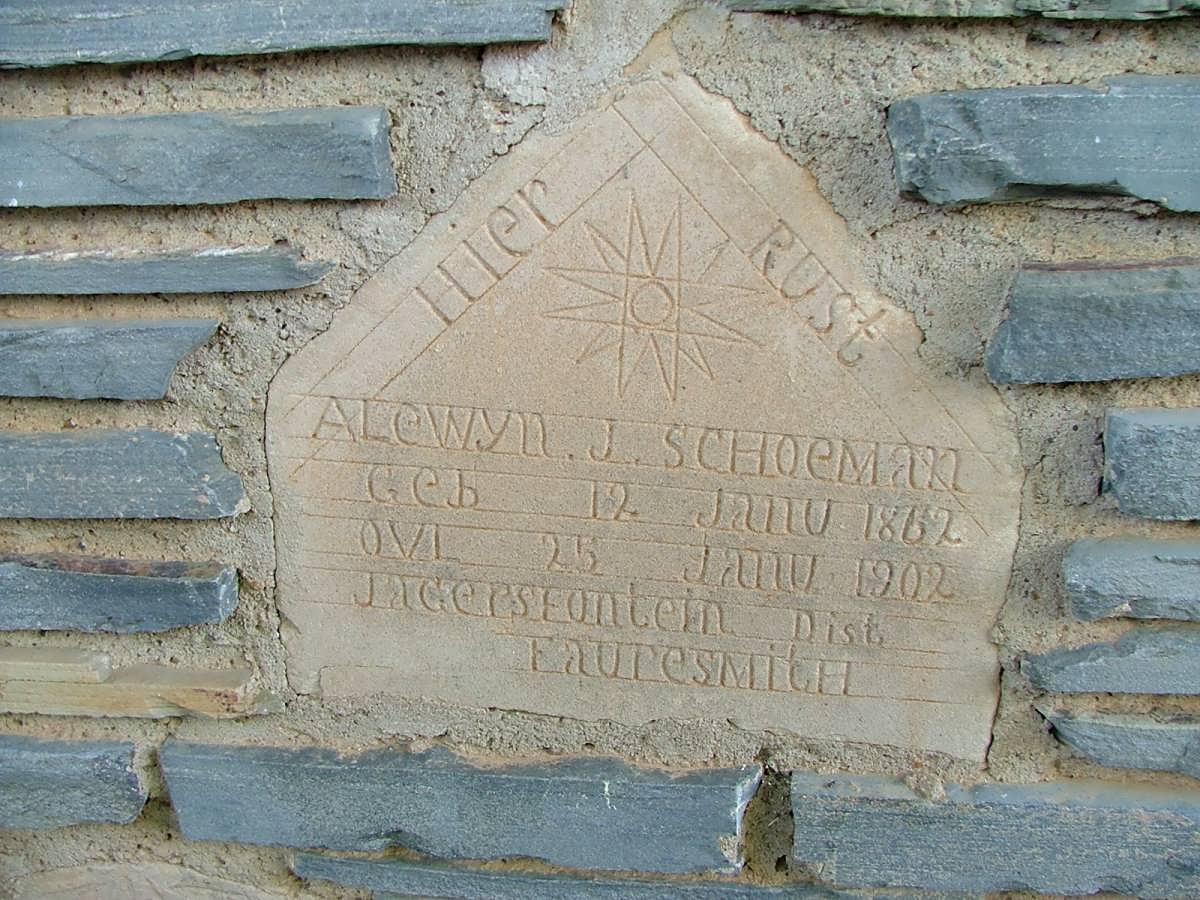 Hier Rust
ALewyn. J. SCHOeMAN
Geb 12 JANU 1862
OVL 25 JANU 1902
JAGersFontein Dist.
FAUresMitH